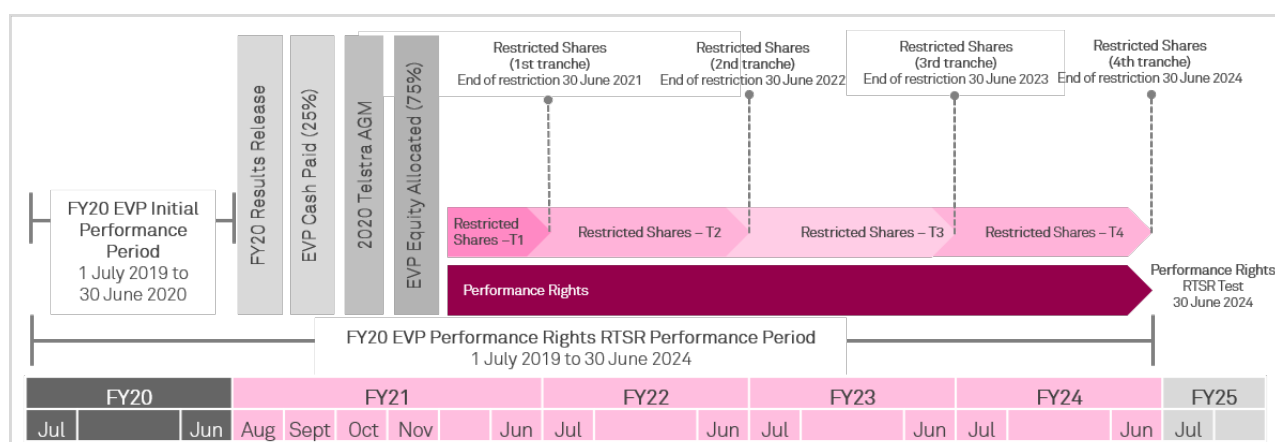 Restricted Shares
(1st tranche)
End of restriction 30 June 2021
Restricted Shares
(2nd tranche)
End of restriction 30 June 2022
Restricted Shares
(3rd tranche)
End of restriction 30 June 2023
Restricted Shares
(4th tranche)
End of restriction 30 June 2024
FY20 Results Release
EVP Cash Paid (25%)
2020 Telstra AGM
EVP Equity Allocated (75%)
FY20 EVP Initial
Performance
Period
1 July 2019 to
30 June 2020
Restricted
Shares –T1
Restricted Shares – T2
Restricted Shares – T3
Restricted Shares – T4
Performance Rights
Performance Rights
RTSR Test
30 June 2024
FY20 EVP Performance Rights RTSR Performance Period
1 July 2019 to 30 June 2024
FY20 FY21 FY22 FY23 FY24 FY25
Jul Jun Aug Sept Oct Nov Jun Jul Jun Jul Jun Jul Jun Jul